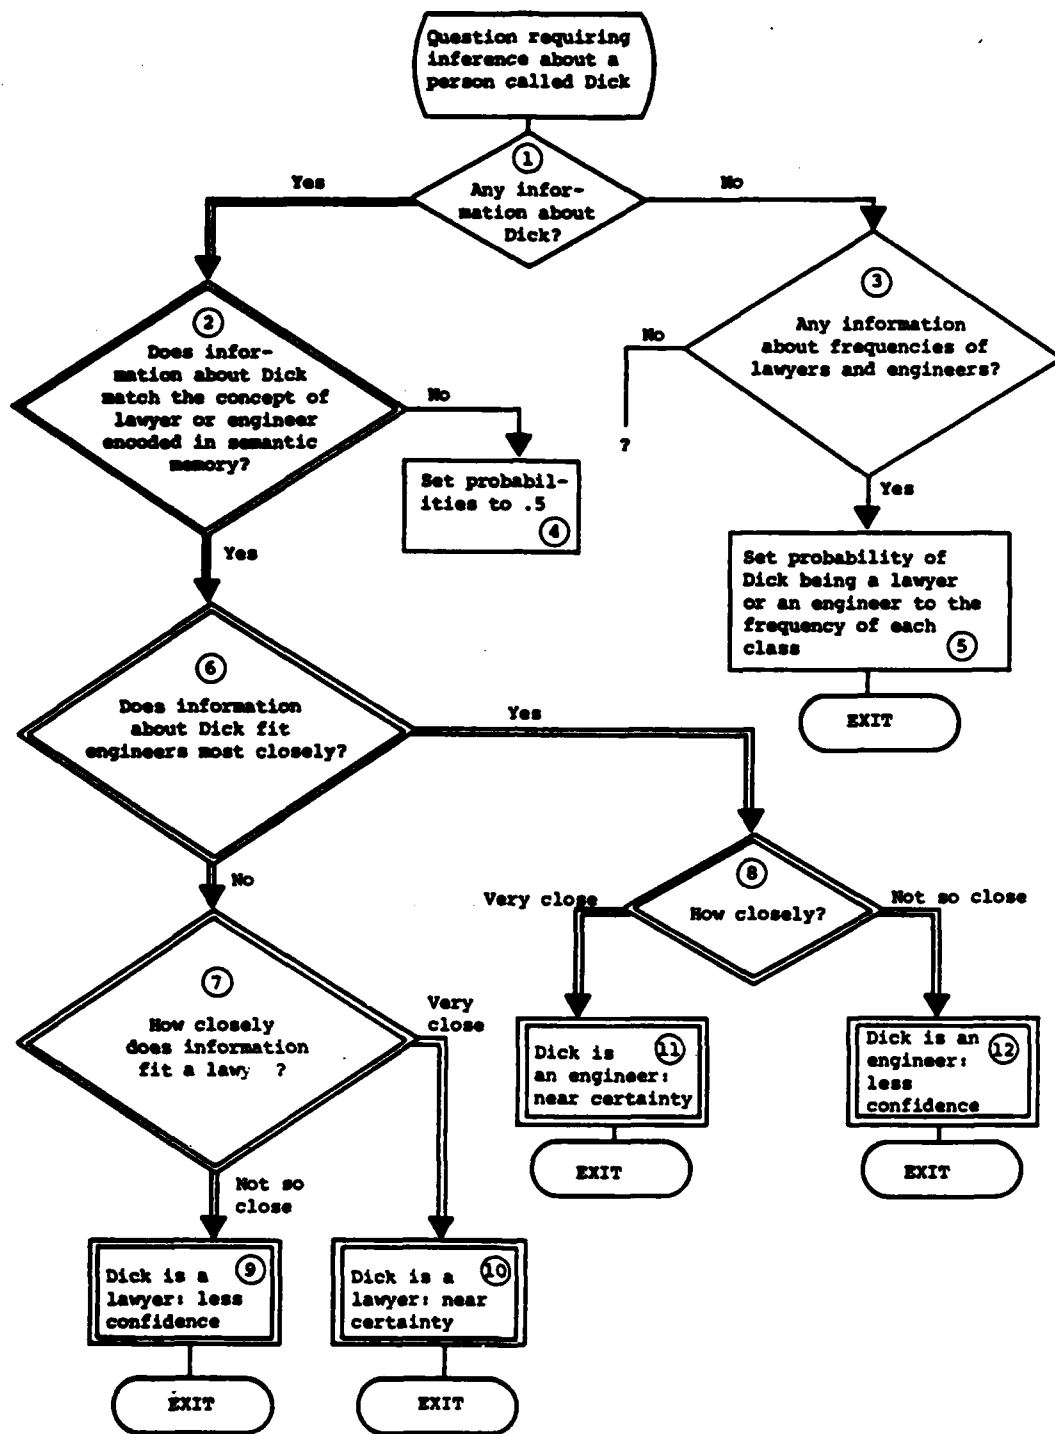 Question requiring
inference about a
person called Dick
1
Any infor-
mation about
Dick?
Yes
No
2
Does infor-
mation about Dick
match the concept of
lawyer or engineer
encoded in semantic
memory?
No
Yes
3
Any information
about frequencies of
lawyers and engineers?
No
?
Yes
Set probabil-
ities to .5
4
Set probability of
Dick being a lawyer
or an engineer to the
frequency of each
class
5
EXIT
6
Does information
about Dick fit
engineers most closely?
Yes
No
8
How closely?
Very close
Not so close
7
How closely
does information
fit a lawy ?
Very
close
Not so
close
11
Dick is
an engineer:
near certainty
EXIT
12
Dick is an
engineer:
less
confidence
EXIT
9
Dick is a
lawyer: less
confidence
EXIT
10
Dick is a
lawyer: near
certainty
EXIT